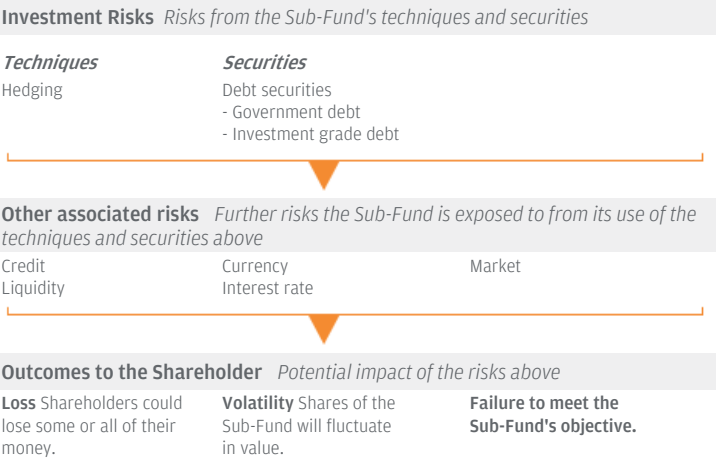 Investment Risks Risks from the Sub-Fund's techniques and securities
Techniques
Hedging
Securities
Debt securities
- Government debt
- Investment grade debt
Other associated risks Further risks the Sub-Fund is exposed to from its use of the
techniques and securities above
Credit
Liquidity
Currency
Interest rate
Market
Outcomes to the Shareholder Potential impact of the risks above
Loss Shareholders could
lose some or all of their
money.
Volatility Shares of the
Sub-Fund will fluctuate
in value.
Failure to meet the
Sub-Fund's objective.